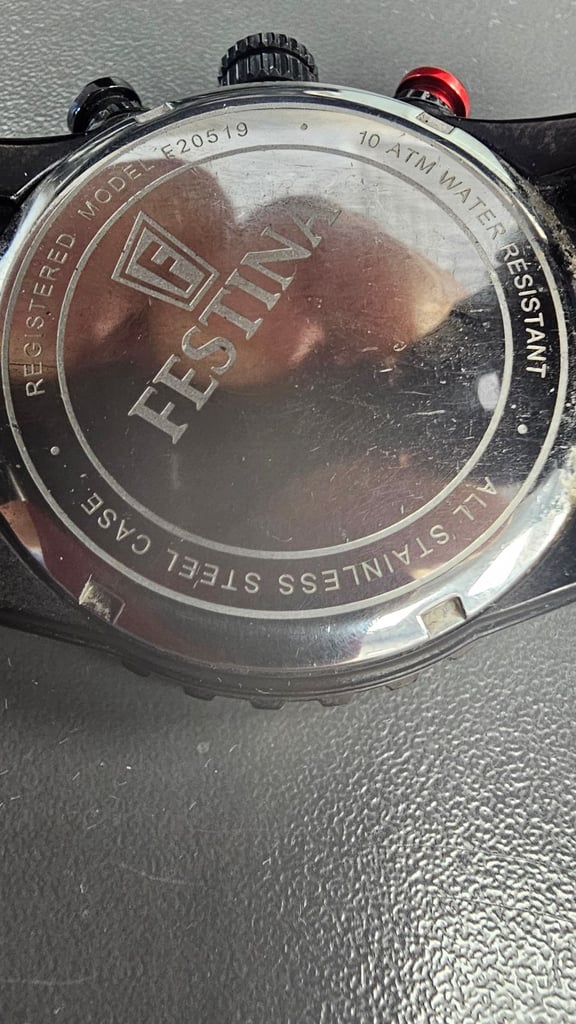 REGISTERED MODEL F20519
10 ATM WATER RESISTANT
ALL STAINLESS STEEL CASE
F
FESTINA